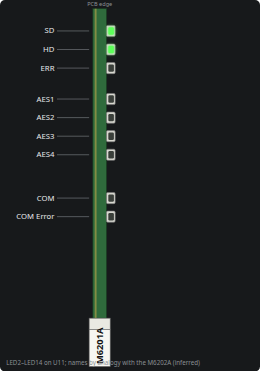 PCB edge
SD
HD
ERR
AES1
AES2
AES3
AES4
COM
COM Error
M6201A
LED2–LED14 on U11; names by analogy with the M6202A (inferred)